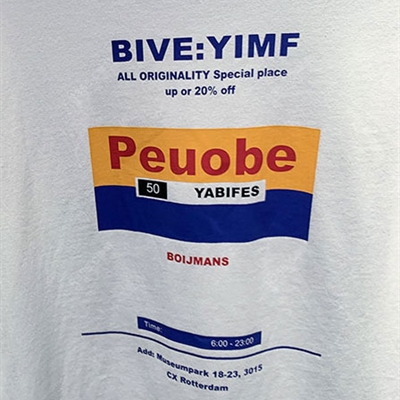 BIVE:YIMF
ALL ORIGINALITY Special place
up or 20% off
Peuobe
50 YABIFES
BOIJMANS
Time: 6:00 - 23:00
Add: Museumpark 18-23, 3015
CX Rotterdam